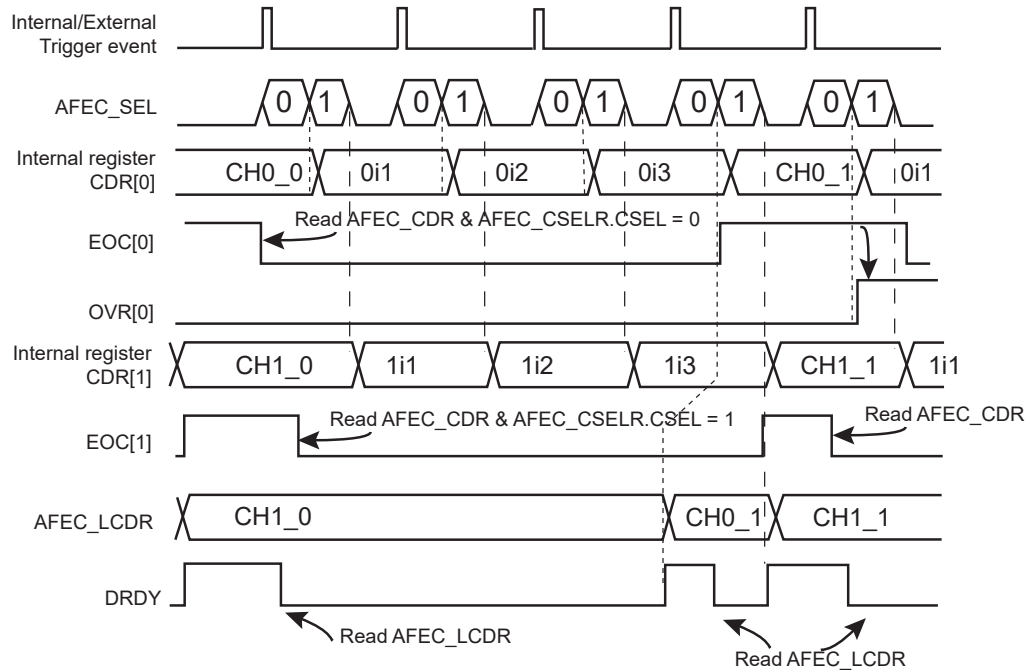 Internal/External
Trigger event
AFEC_SEL
0 1 0 1 0 1 0 1 0 1
Internal register
CDR[0]
CH0_0 0i1 0i2 0i3 CH0_1 0i1
Read AFEC_CDR & AFEC_CSELR.CSEL = 0
EOC[0]
OVR[0]
Internal register
CDR[1]
CH1_0 1i1 1i2 1i3 CH1_1 1i1
Read AFEC_CDR & AFEC_CSELR.CSEL = 1
Read AFEC_CDR
EOC[1]
AFEC_LCDR
CH1_0 CH0_1 CH1_1
DRDY
Read AFEC_LCDR
Read AFEC_LCDR